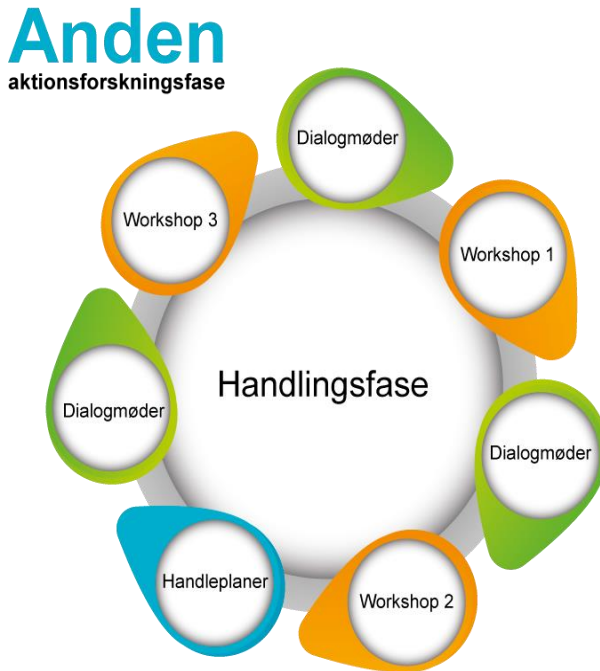 Anden
aktionsforskningsfase
Dialogmøder
Workshop 1
Dialogmøder
Workshop 2
Handleplaner
Dialogmøder
Workshop 3
Handlingsfase